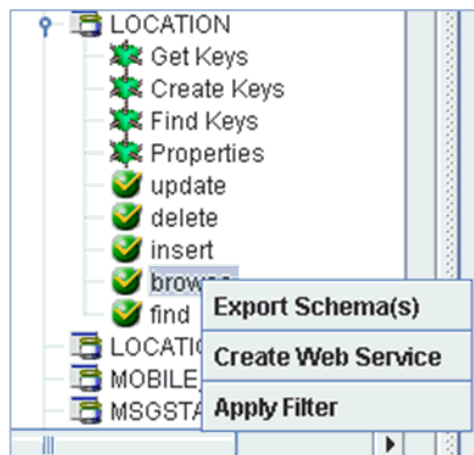 LOCATION
Get Keys
Create Keys
Find Keys
Properties
update
delete
insert
browse
find
Export Schema(s)
Create Web Service
Apply Filter